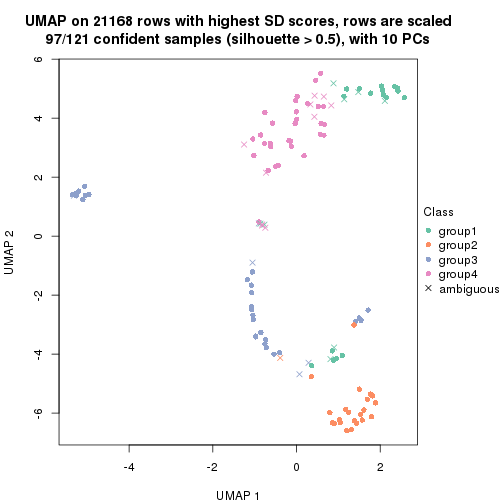 UMAP on 21168 rows with highest SD scores, rows are scaled
97/121 confident samples (silhouette > 0.5), with 10 PCs
6
4
2
0
-2
-4
-6
UMAP 2
-4
-2
0
2
UMAP 1
Class
group1
group2
group3
group4
ambiguous